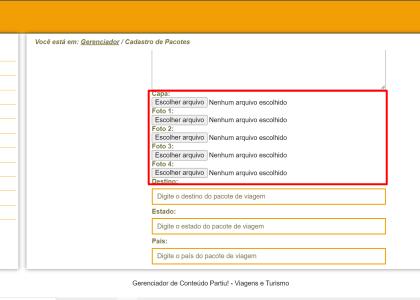 Você está em: Gerenciador / Cadastro de Pacotes
Capa:
Escolher arquivo Nenhum arquivo escolhido
Foto 1:
Escolher arquivo Nenhum arquivo escolhido
Foto 2:
Escolher arquivo Nenhum arquivo escolhido
Foto 3:
Escolher arquivo Nenhum arquivo escolhido
Foto 4:
Escolher arquivo Nenhum arquivo escolhido
Destino:
Digite o destino do pacote de viagem
Estado:
Digite o estado do pacote de viagem
País:
Digite o país do pacote de viagem
Gerenciador de Conteúdo Partiu! - Viagens e Turismo